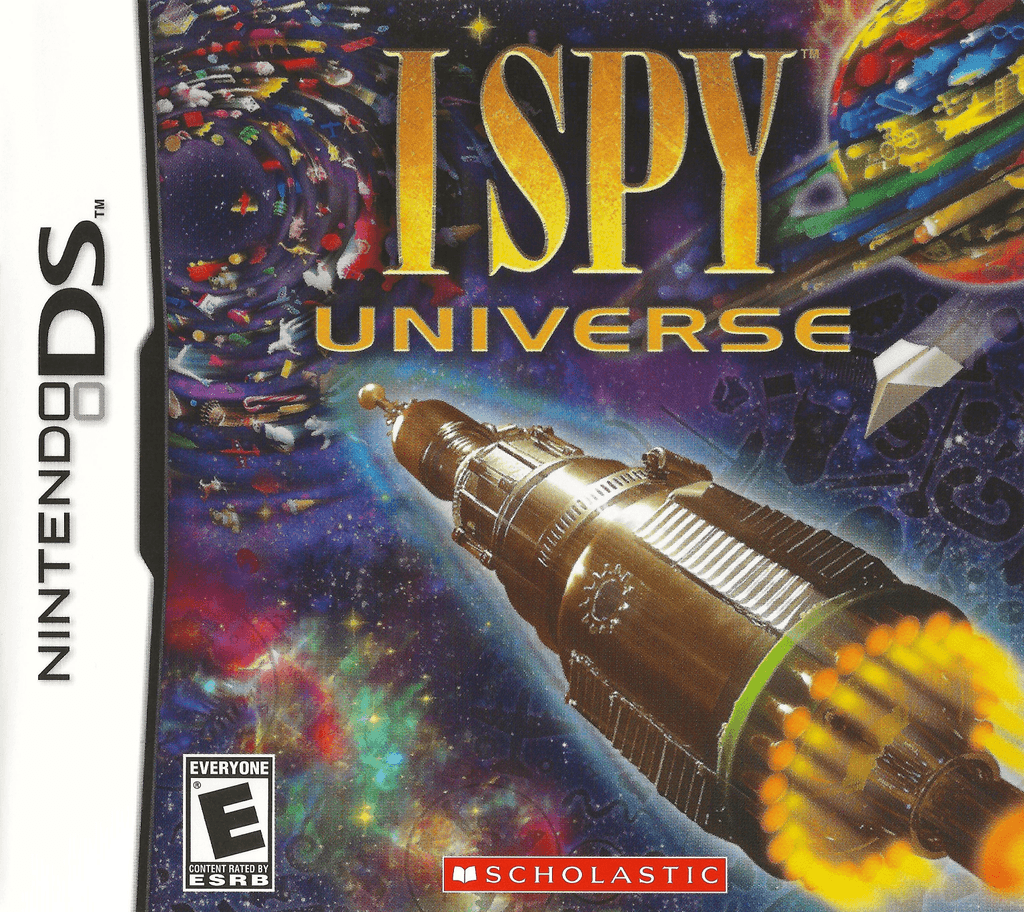 NINTENDO DS™
I SPY™
UNIVERSE
EVERYONE
E®
CONTENT RATED BY
ESRB
SCHOLASTIC